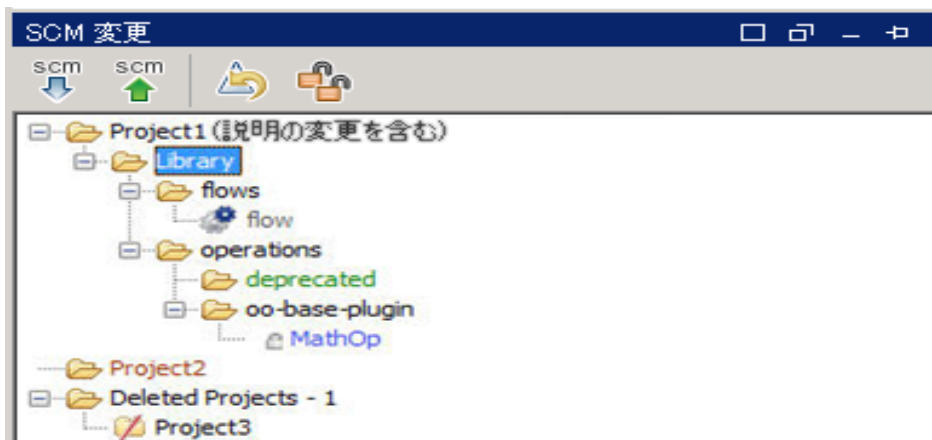 SCM 変更
scm scm
Project1(説明の変更を含む)
Library
flows
flow
operations
deprecated
oo-base-plugin
MathOp
Project2
Deleted Projects - 1
Project3